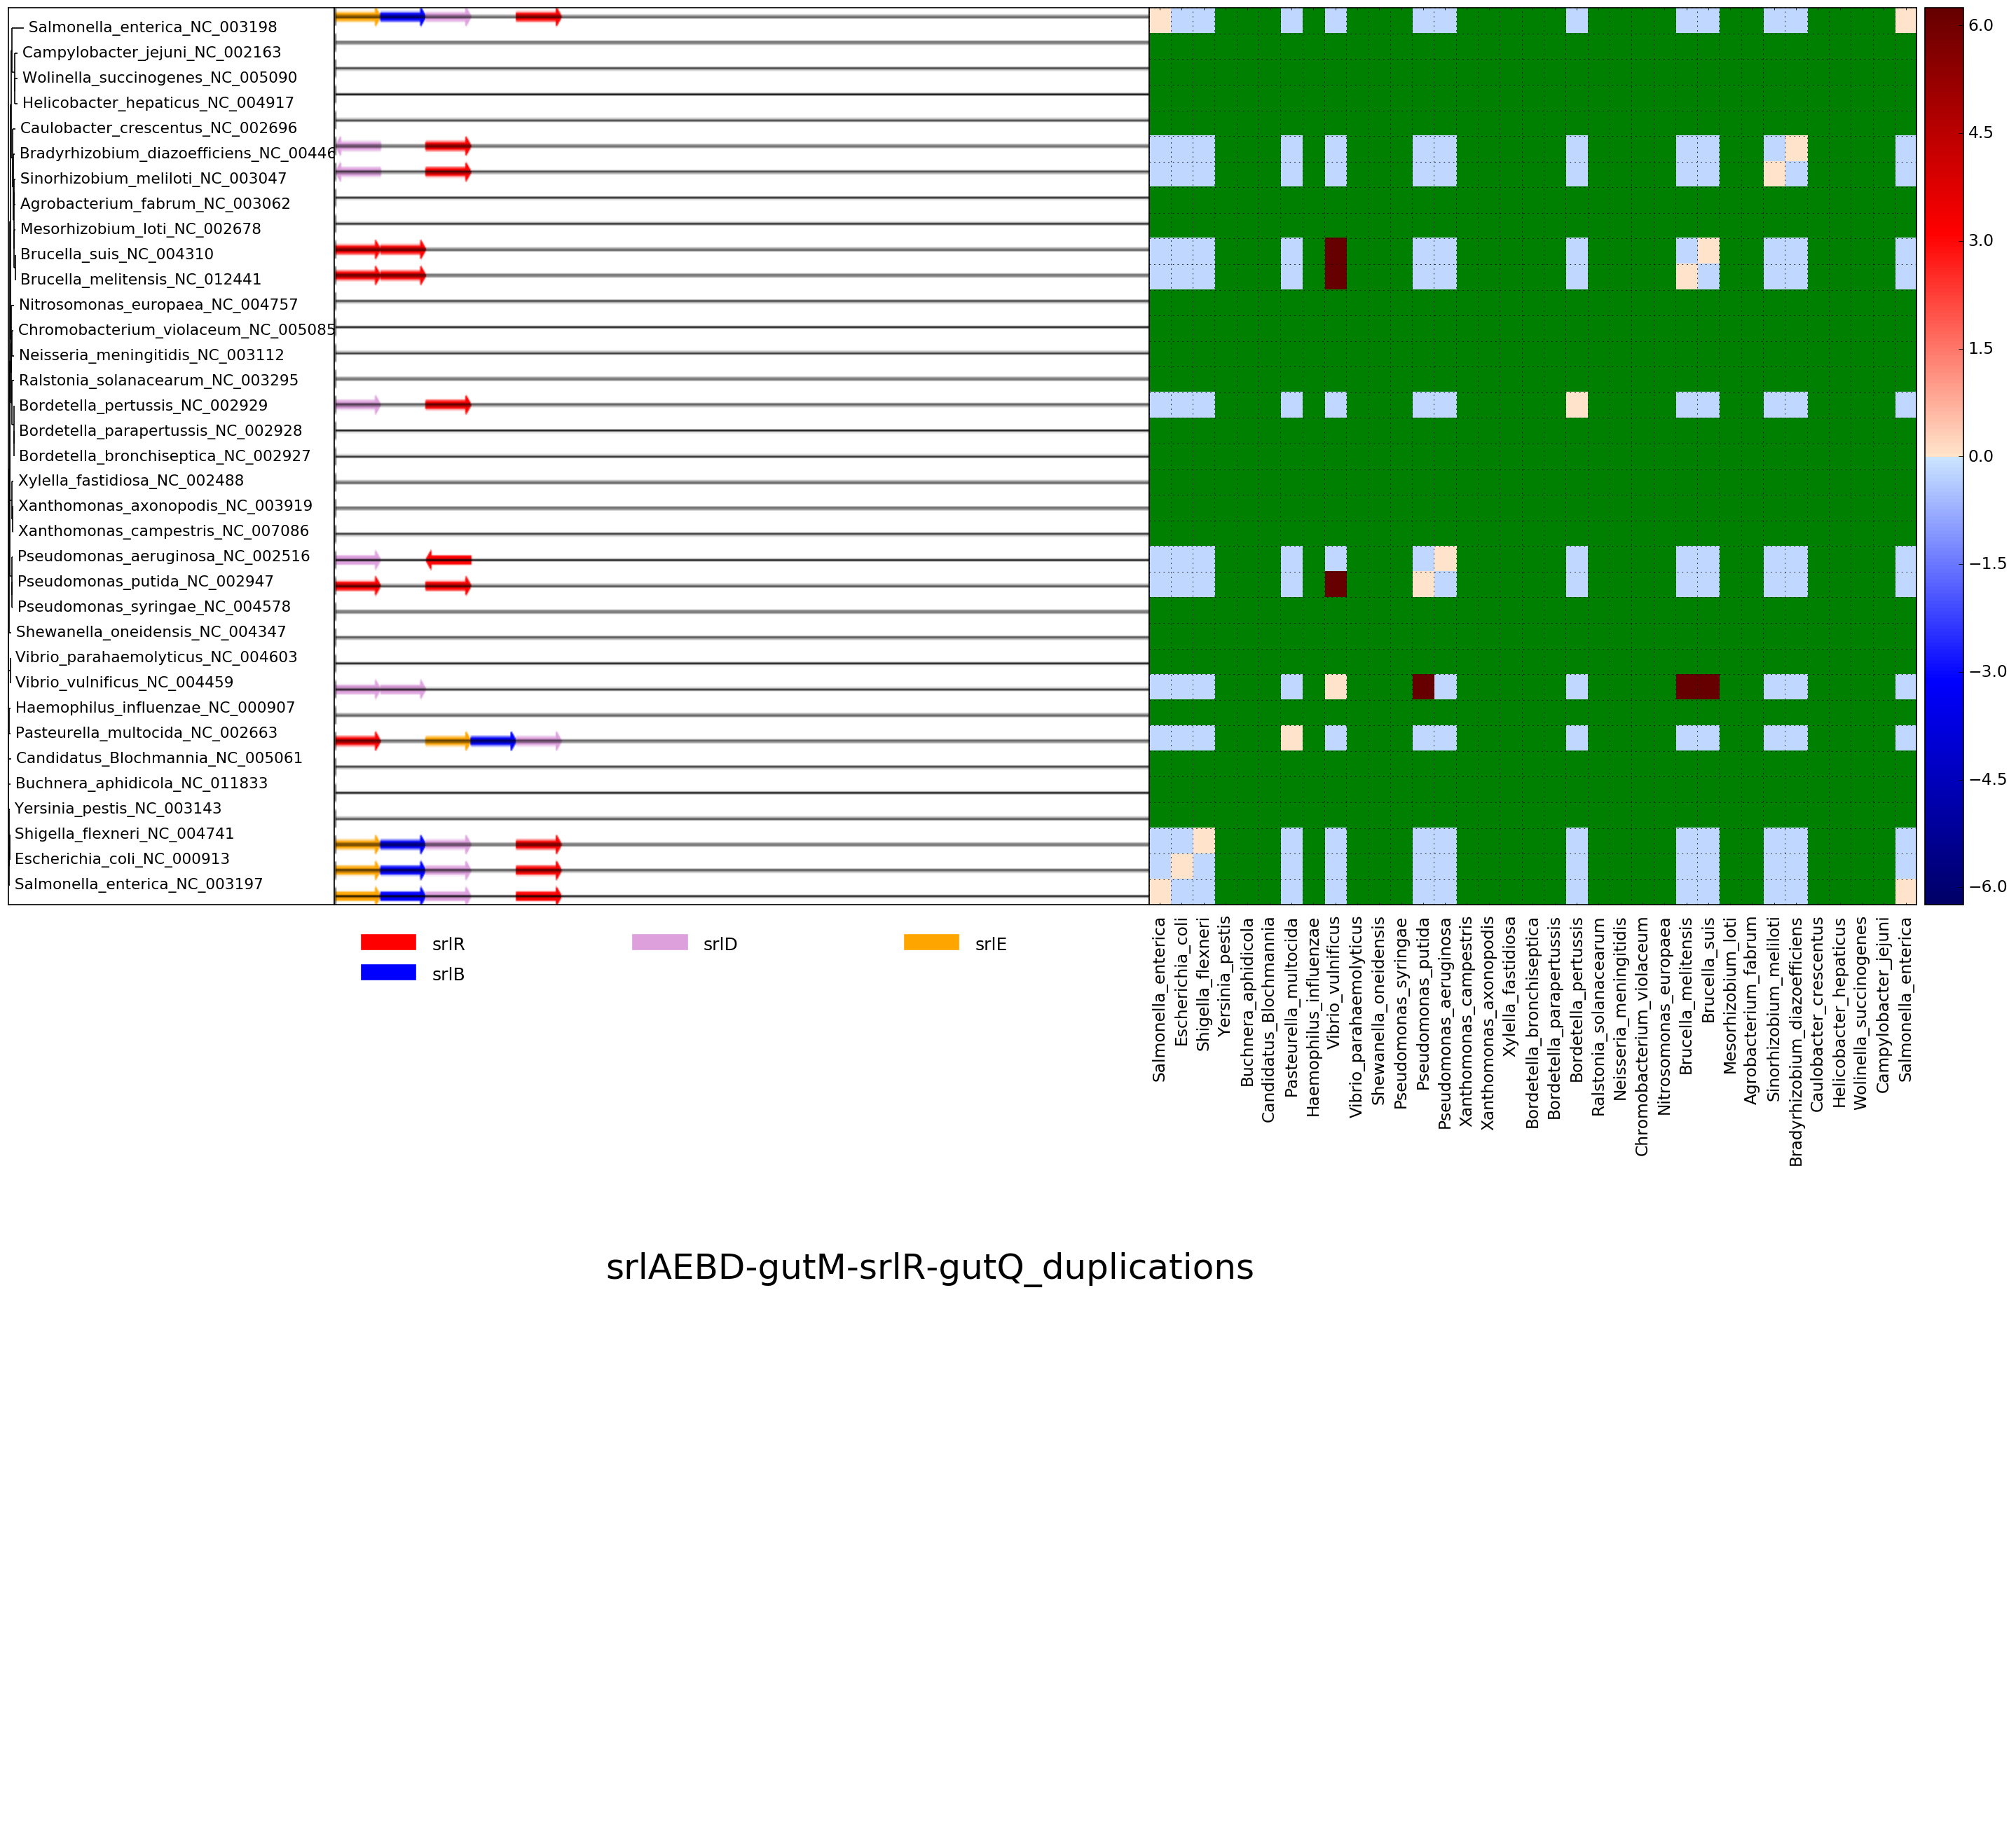 Salmonella_enterica_NC_003198
Campylobacter_jejuni_NC_002163
Wolinella_succinogenes_NC_005090
Helicobacter_hepaticus_NC_004917
Caulobacter_crescentus_NC_002696
Bradyrhizobium_diazoefficiens_NC_00446
Sinorhizobium_meliloti_NC_003047
Agrobacterium_fabrum_NC_003062
Mesorhizobium_loti_NC_002678
Brucella_suis_NC_004310
Brucella_melitensis_NC_012441
Nitrosomonas_europaea_NC_004757
Chromobacterium_violaceum_NC_005085
Neisseria_meningitidis_NC_003112
Ralstonia_solanacearum_NC_003295
Bordetella_pertussis_NC_002929
Bordetella_parapertussis_NC_002928
Bordetella_bronchiseptica_NC_002927
Xylella_fastidiosa_NC_002488
Xanthomonas_axonopodis_NC_003919
Xanthomonas_campestris_NC_007086
Pseudomonas_aeruginosa_NC_002516
Pseudomonas_putida_NC_002947
Pseudomonas_syringae_NC_004578
Shewanella_oneidensis_NC_004347
Vibrio_parahaemolyticus_NC_004603
Vibrio_vulnificus_NC_004459
Haemophilus_influenzae_NC_000907
Pasteurella_multocida_NC_002663
Candidatus_Blochmannia_NC_005061
Buchnera_aphidicola_NC_011833
Yersinia_pestis_NC_003143
Shigella_flexneri_NC_004741
Escherichia_coli_NC_000913
Salmonella_enterica_NC_003197
6.0
4.5
3.0
1.5
0.0
−1.5
−3.0
−4.5
−6.0
Salmonella_enterica
Escherichia_coli
Shigella_flexneri
Yersinia_pestis
Buchnera_aphidicola
Candidatus_Blochmannia
Pasteurella_multocida
Haemophilus_influenzae
Vibrio_vulnificus
Vibrio_parahaemolyticus
Shewanella_oneidensis
Pseudomonas_syringae
Pseudomonas_putida
Pseudomonas_aeruginosa
Xanthomonas_campestris
Xanthomonas_axonopodis
Xylella_fastidiosa
Bordetella_bronchiseptica
Bordetella_parapertussis
Bordetella_pertussis
Ralstonia_solanacearum
Neisseria_meningitidis
Chromobacterium_violaceum
Nitrosomonas_europaea
Brucella_melitensis
Brucella_suis
Mesorhizobium_loti
Agrobacterium_fabrum
Sinorhizobium_meliloti
Bradyrhizobium_diazoefficiens
Caulobacter_crescentus
Helicobacter_hepaticus
Wolinella_succinogenes
Campylobacter_jejuni
Salmonella_enterica
srlR srlD srlE
srlB
srlAEBD-gutM-srlR-gutQ_duplications